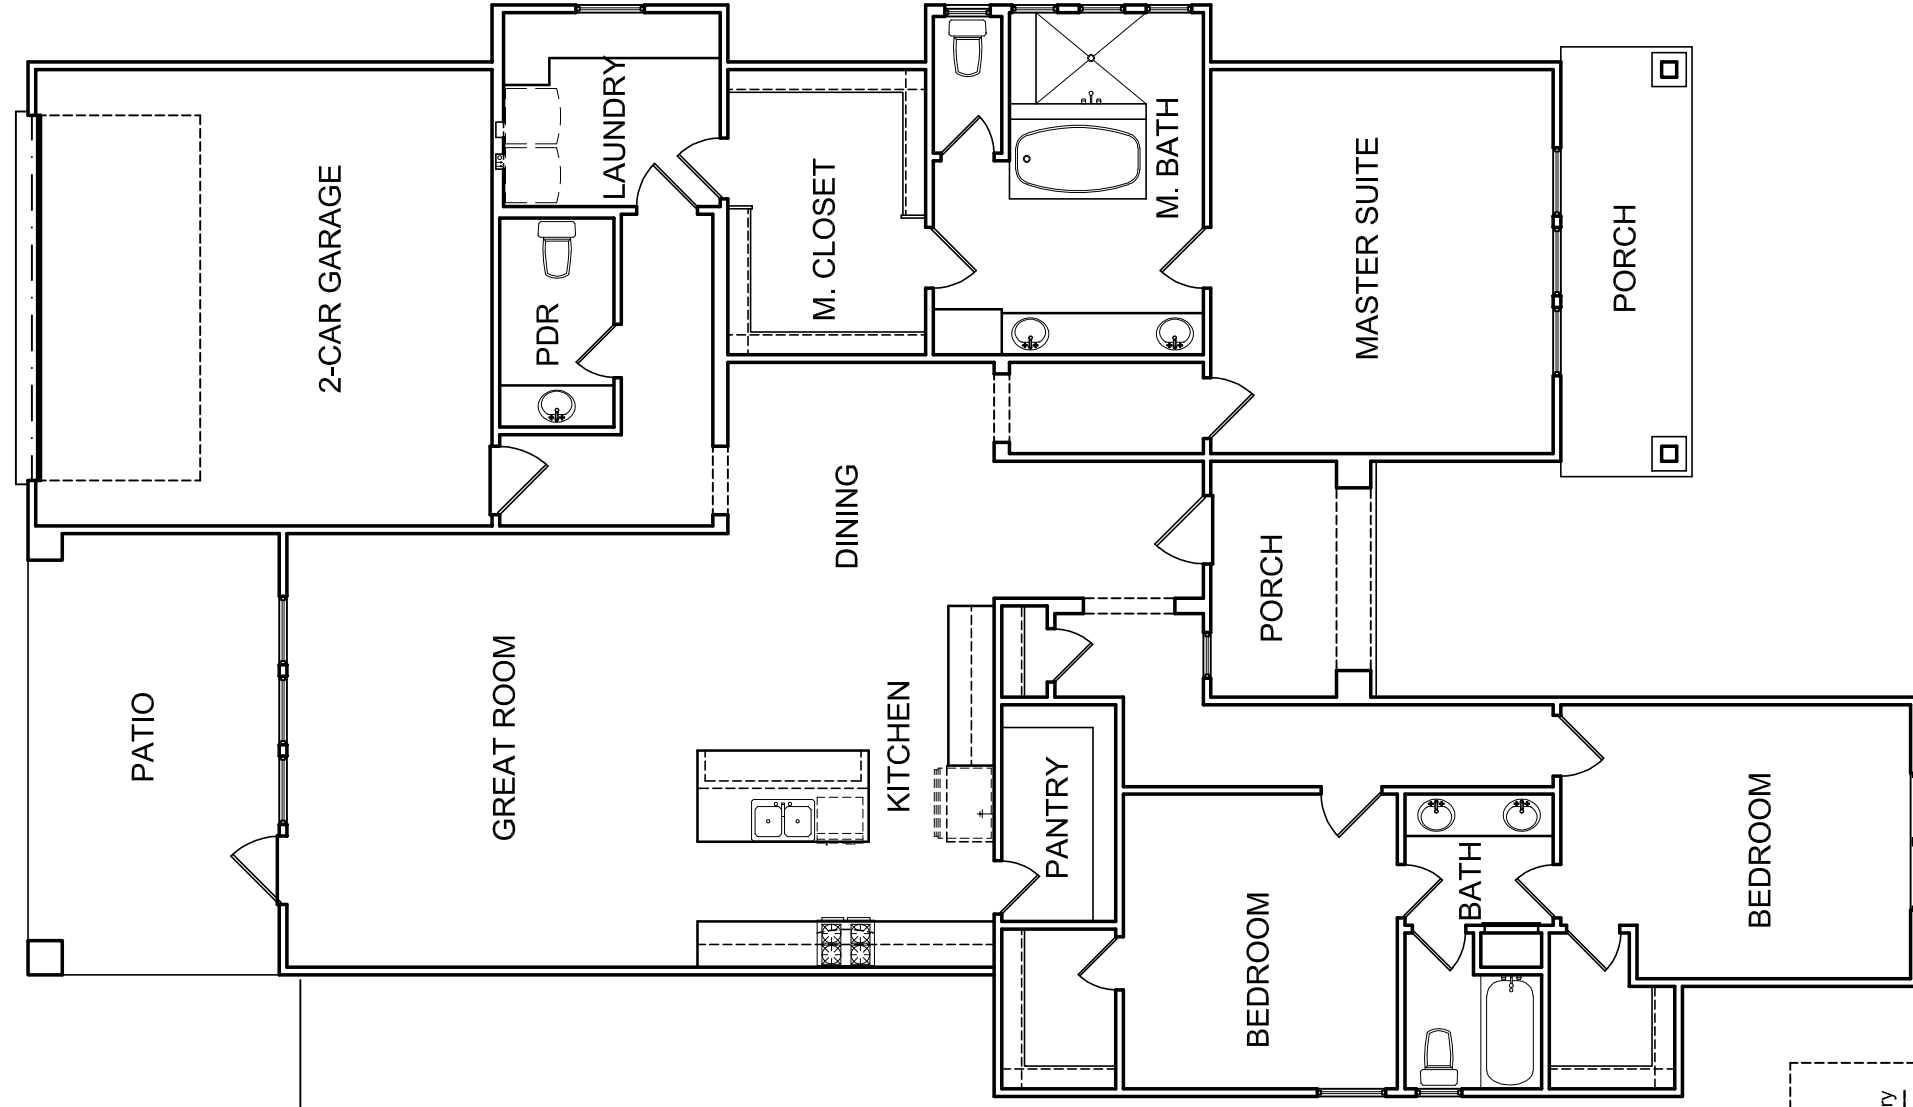 2-CAR GARAGE
LAUNDRY
PDR
M. CLOSET
M. BATH
MASTER SUITE
PORCH
PATIO
GREAT ROOM
DINING
KITCHEN
PANTRY
PORCH
BEDROOM
BATH
BEDROOM
ry